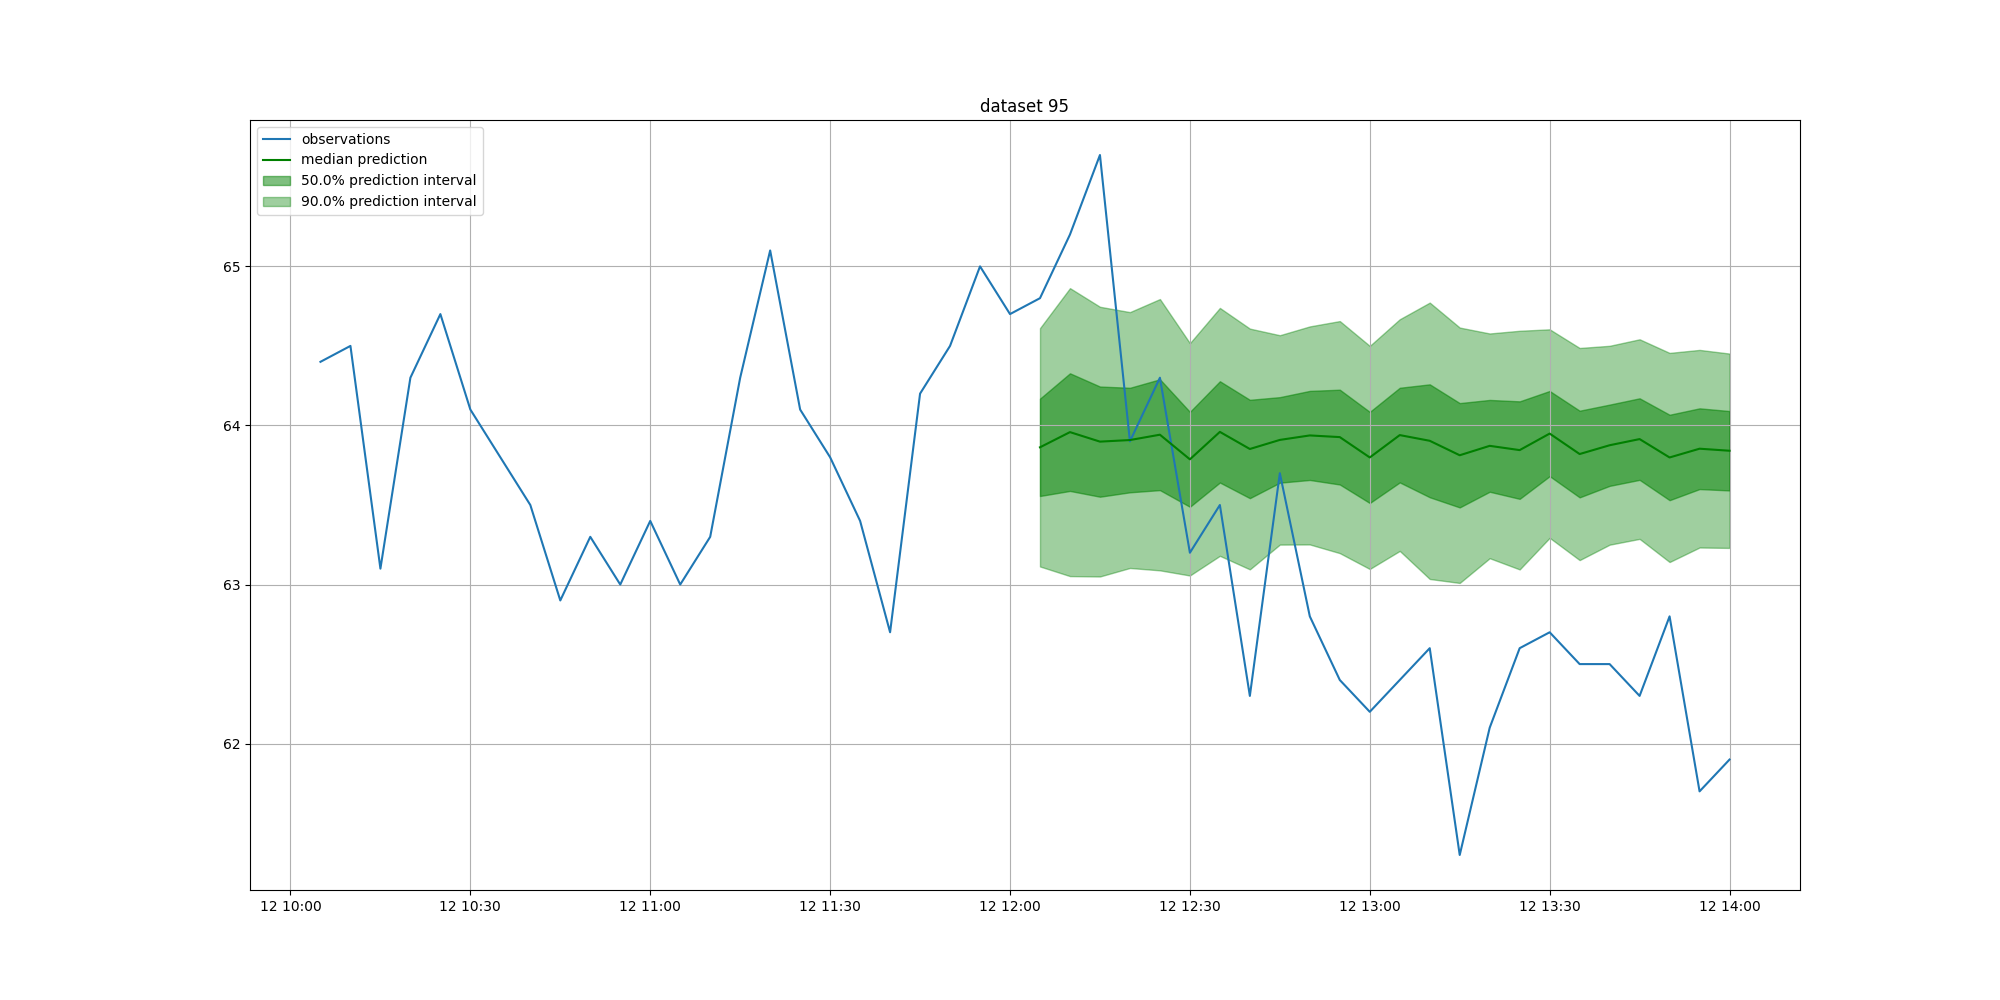 dataset 95
observations
median prediction
50.0% prediction interval
90.0% prediction interval
65
64
63
62
12 10:00 12 10:30 12 11:00 12 11:30 12 12:00 12 12:30 12 13:00 12 13:30 12 14:00